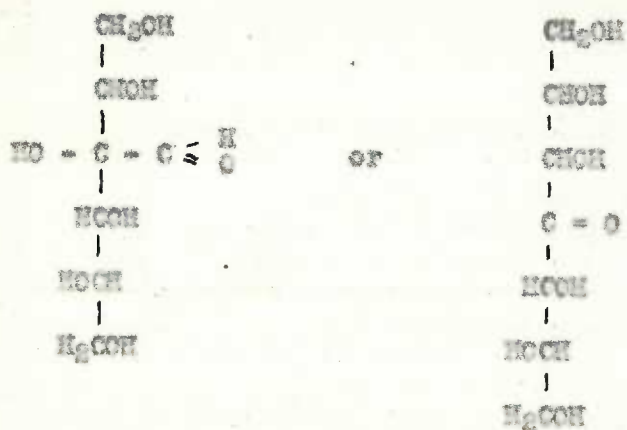 CH2OH CH2OH
CHOH CHOH
HO - C - C H O or CHOH
HCOH C = O
HOCH HCOH
H2COH HOCH
H2COH